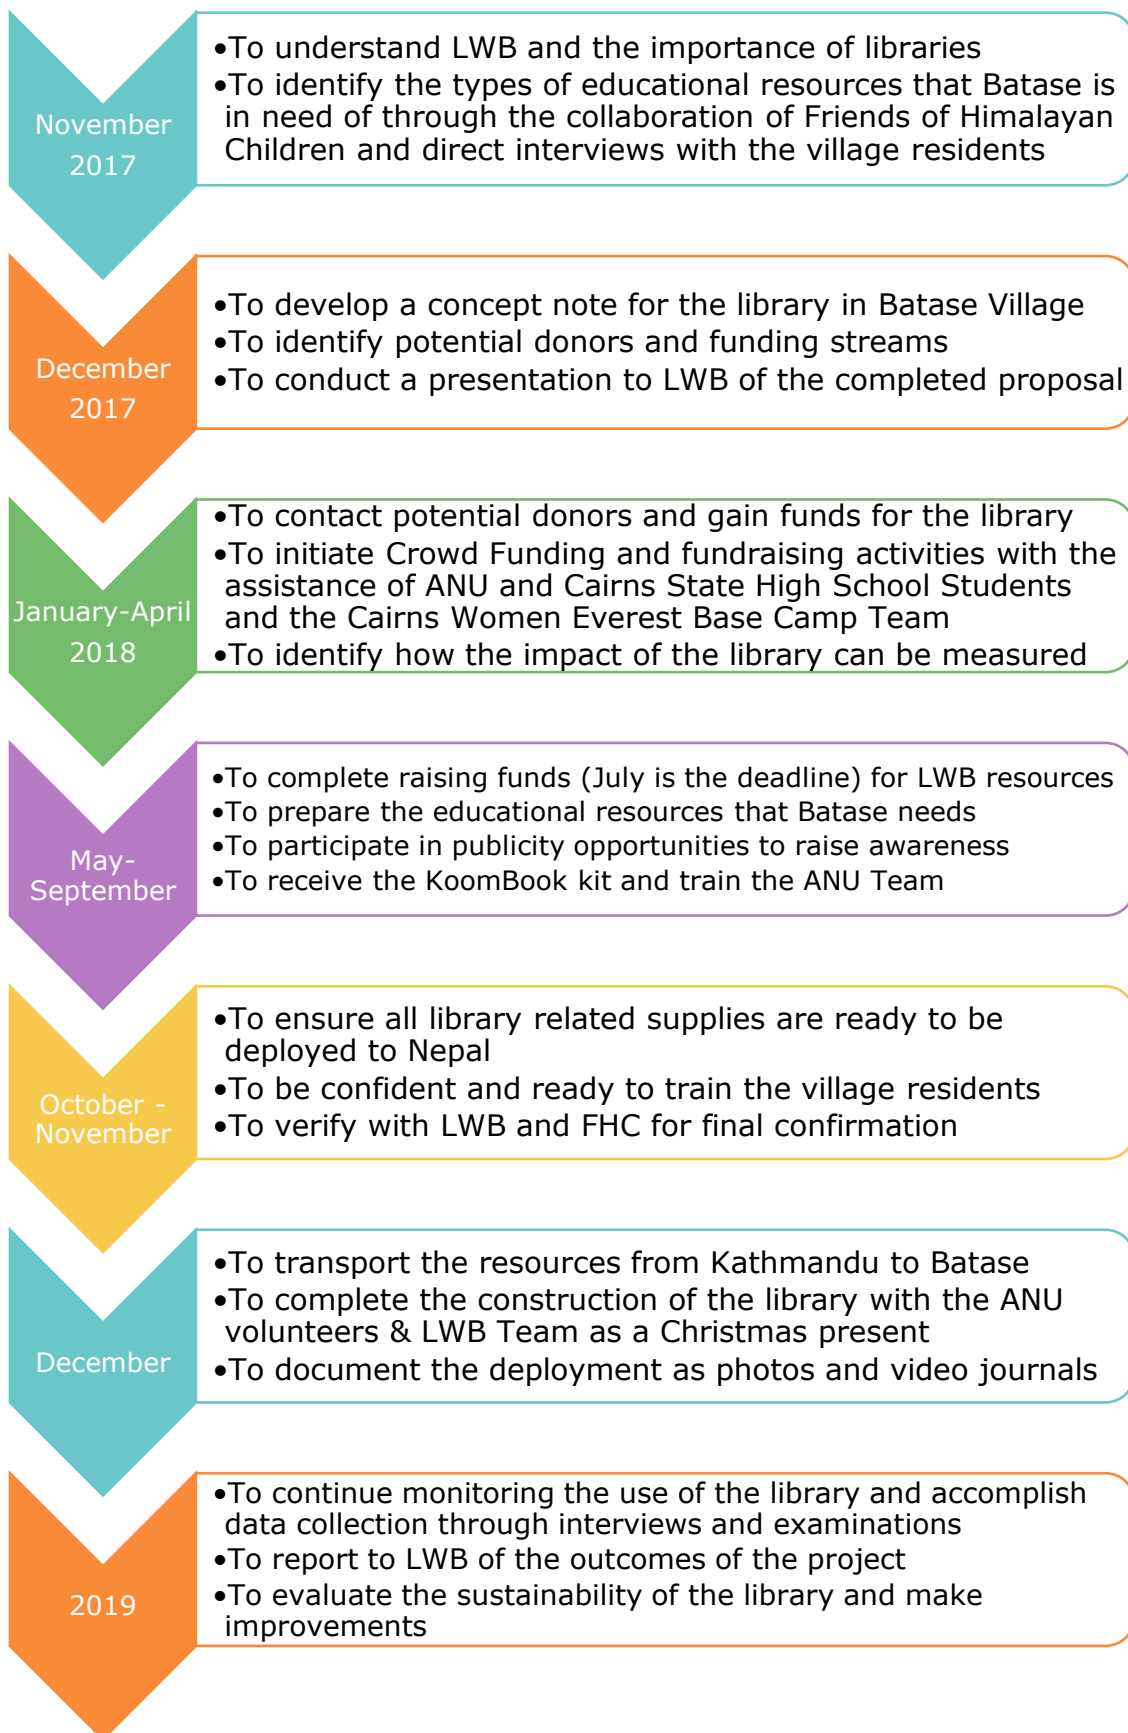 November
2017
•To understand LWB and the importance of libraries
•To identify the types of educational resources that Batase is
in need of through the collaboration of Friends of Himalayan
Children and direct interviews with the village residents
December
2017
•To develop a concept note for the library in Batase Village
•To identify potential donors and funding streams
•To conduct a presentation to LWB of the completed proposal
January-April
2018
•To contact potential donors and gain funds for the library
•To initiate Crowd Funding and fundraising activities with the
assistance of ANU and Cairns State High School Students
and the Cairns Women Everest Base Camp Team
•To identify how the impact of the library can be measured
May-
September
•To complete raising funds (July is the deadline) for LWB resources
•To prepare the educational resources that Batase needs
•To participate in publicity opportunities to raise awareness
•To receive the KoomBook kit and train the ANU Team
October -
November
•To ensure all library related supplies are ready to be
deployed to Nepal
•To be confident and ready to train the village residents
•To verify with LWB and FHC for final confirmation
December
•To transport the resources from Kathmandu to Batase
•To complete the construction of the library with the ANU
volunteers & LWB Team as a Christmas present
•To document the deployment as photos and video journals
2019
•To continue monitoring the use of the library and accomplish
data collection through interviews and examinations
•To report to LWB of the outcomes of the project
•To evaluate the sustainability of the library and make
improvements